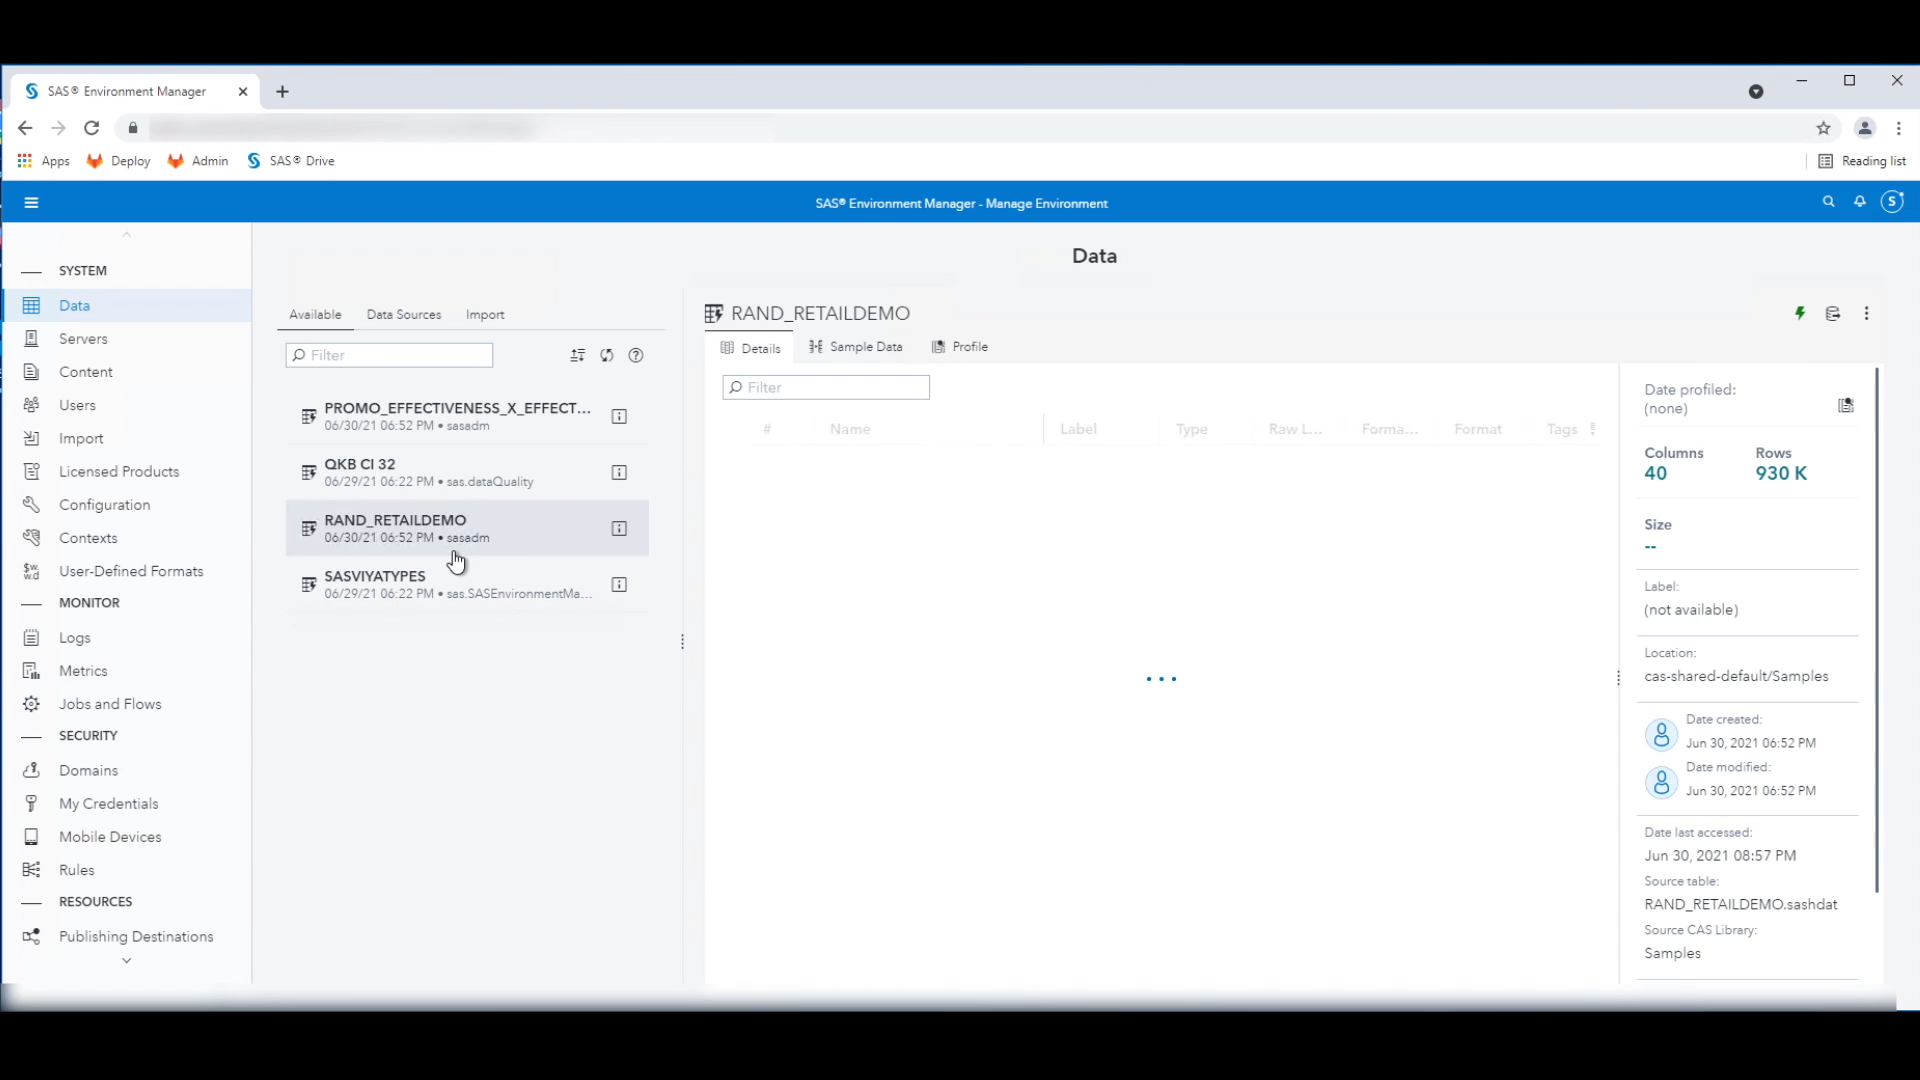 SAS® Environment Manager
Apps Deploy Admin SAS® Drive Reading list
SAS® Environment Manager - Manage Environment
S
SYSTEM
Data
Servers
Content
Users
Import
Licensed Products
Configuration
Contexts
User-Defined Formats
MONITOR
Logs
Metrics
Jobs and Flows
SECURITY
Domains
My Credentials
Mobile Devices
Rules
RESOURCES
Publishing Destinations
Data
Available Data Sources Import
Filter
PROMO_EFFECTIVENESS_X_EFFECT...
06/30/21 06:52 PM • sasadm
QKB CI 32
06/29/21 06:22 PM • sas.dataQuality
RAND_RETAILDEMO
06/30/21 06:52 PM • sasadm
SASVIYATYPES
06/29/21 06:22 PM • sas.SASEnvironmentMa...
RAND_RETAILDEMO
Details Sample Data Profile
Filter
# Name Label Type Raw L... Forma... Format Tags
Date profiled:
(none)
Columns Rows
40 930 K
Size
--
Label:
(not available)
Location:
cas-shared-default/Samples
Date created:
Jun 30, 2021 06:52 PM
Date modified:
Jun 30, 2021 06:52 PM
Date last accessed:
Jun 30, 2021 08:57 PM
Source table:
RAND_RETAILDEMO.sashdat
Source CAS Library:
Samples